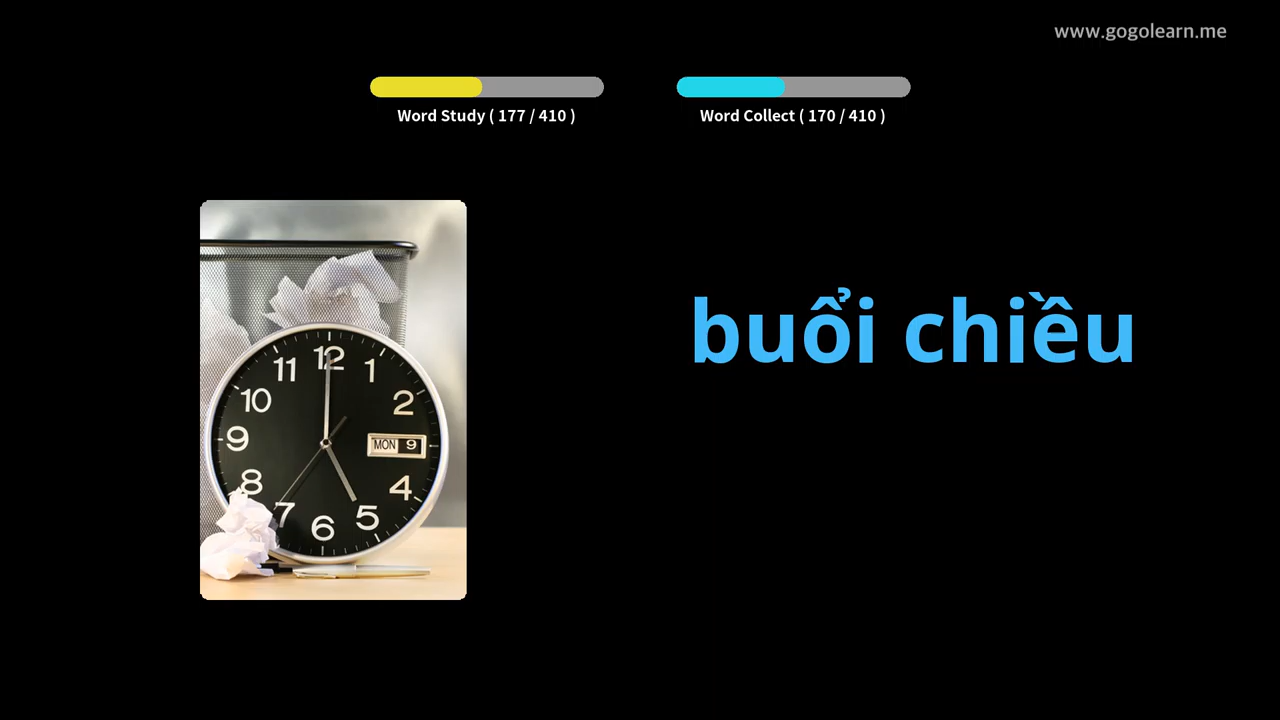 www.gogolearn.me
Word Study ( 177 / 410 )
Word Collect ( 170 / 410 )
buổi chiều
12
11
1
10
2
9
MON 9
8
4
7
5
6